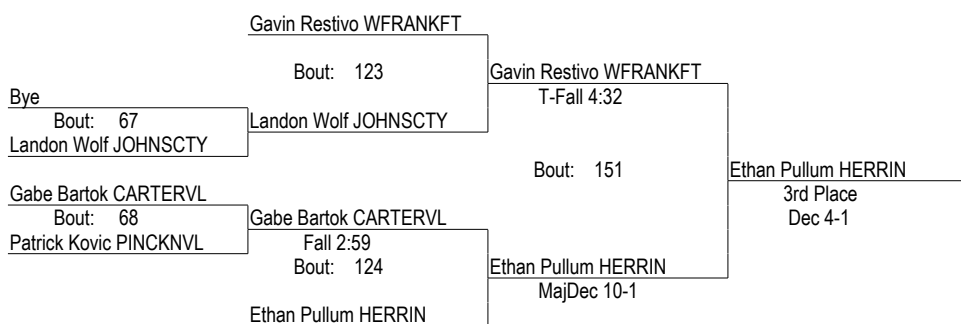 Gavin Restivo WFRANKFT
Bout: 123
Gavin Restivo WFRANKFT
T-Fall 4:32
Bye
Bout: 67
Landon Wolf JOHNSCTY
Landon Wolf JOHNSCTY
Bout: 151
Ethan Pullum HERRIN
3rd Place
Dec 4-1
Gabe Bartok CARTERVL
Bout: 68
Patrick Kovic PINCKNVL
Gabe Bartok CARTERVL
Fall 2:59
Bout: 124
Ethan Pullum HERRIN
MajDec 10-1
Ethan Pullum HERRIN